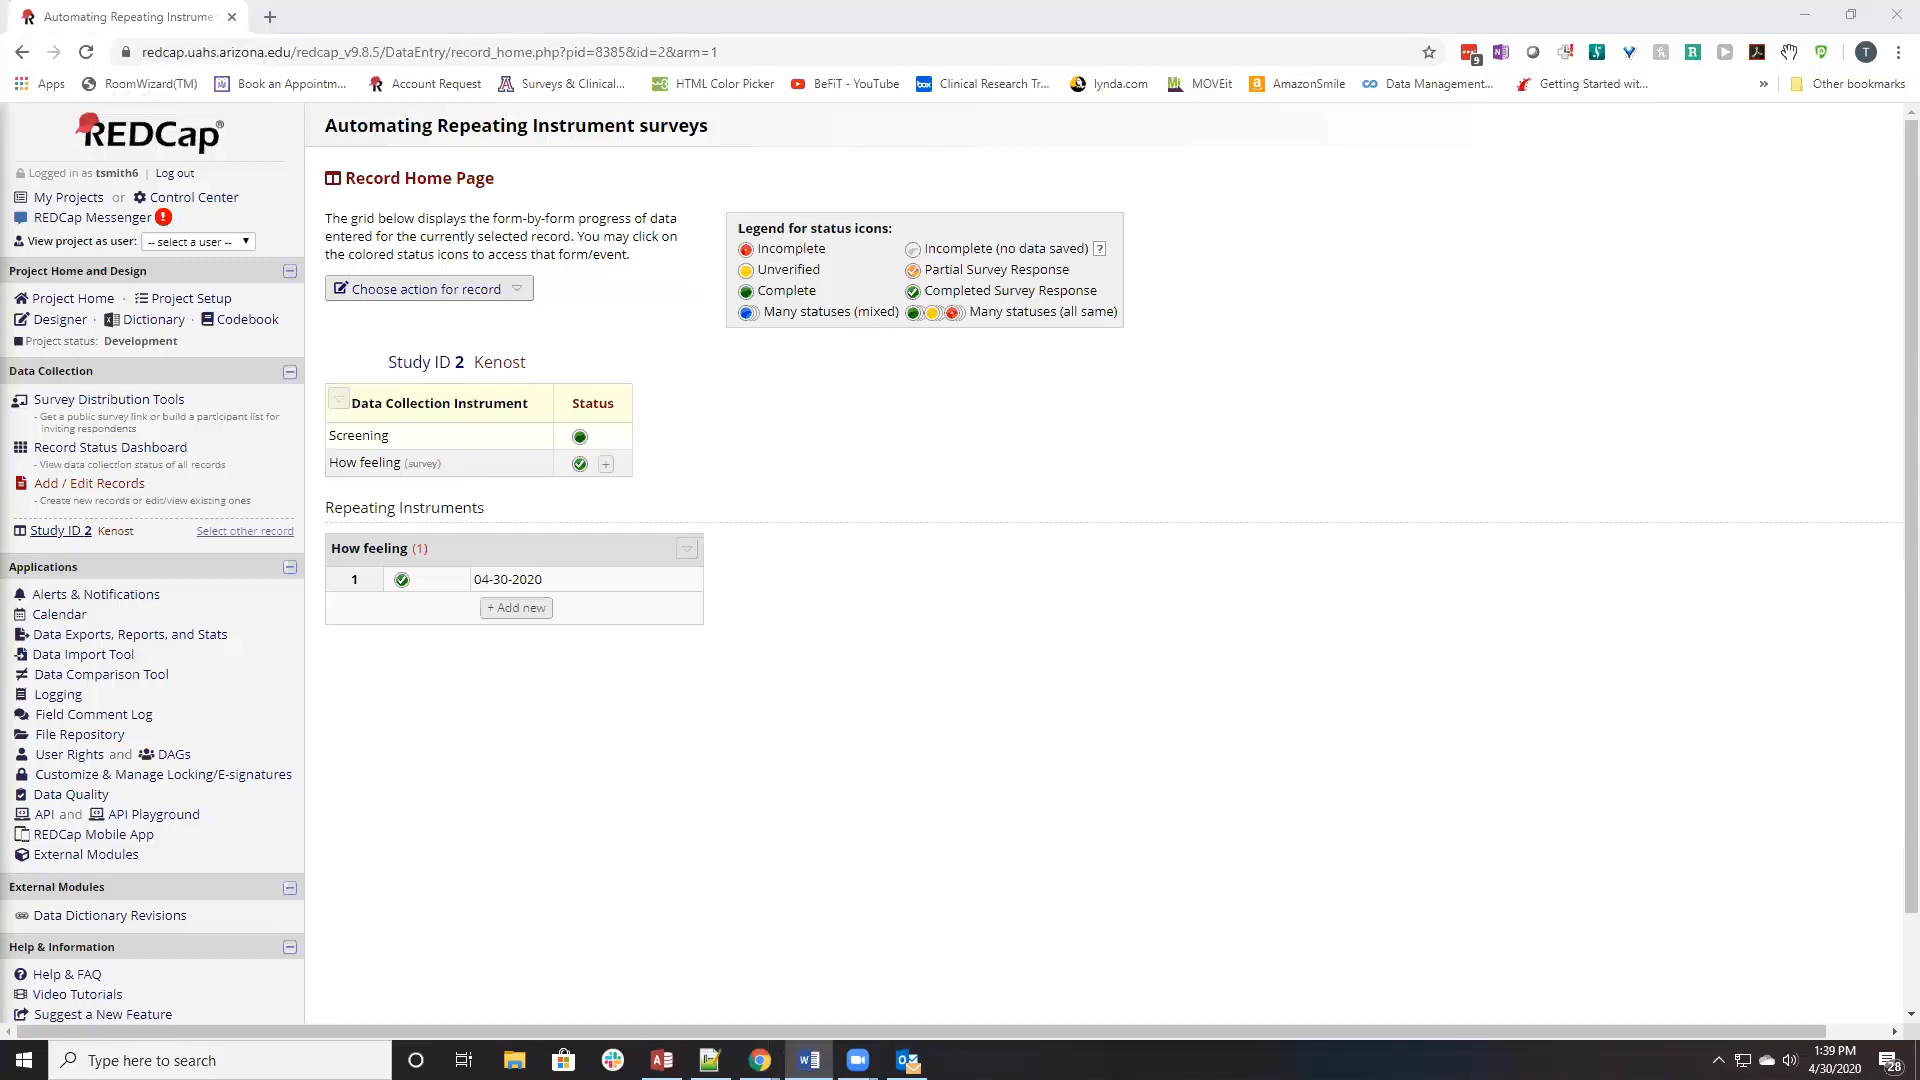 Automating Repeating Instrume
redcap.uahs.arizona.edu/redcap_v9.8.5/DataEntry/record_home.php?pid=8385&id=2&arm=1
9
T
Apps
RoomWizard(TM)
Book an Appointm...
Account Request
Surveys & Clinical...
HTML Color Picker
BeFiT - YouTube
box
Clinical Research Tr...
lynda.com
MOVEit
AmazonSmile
Data Management...
Getting Started wit...
»
Other bookmarks
REDCap®
Logged in as tsmith6 | Log out
My Projects or Control Center
REDCap Messenger
View project as user: -- select a user --
Project Home and Design
Project Home · Project Setup
Designer · Dictionary · Codebook
Project status: Development
Data Collection
Survey Distribution Tools
- Get a public survey link or build a participant list for
inviting respondents
Record Status Dashboard
- View data collection status of all records
Add / Edit Records
- Create new records or edit/view existing ones
Study ID 2 Kenost Select other record
Applications
Alerts & Notifications
Calendar
Data Exports, Reports, and Stats
Data Import Tool
Data Comparison Tool
Logging
Field Comment Log
File Repository
User Rights and DAGs
Customize & Manage Locking/E-signatures
Data Quality
API and API Playground
REDCap Mobile App
External Modules
External Modules
Data Dictionary Revisions
Help & Information
Help & FAQ
Video Tutorials
Suggest a New Feature
Automating Repeating Instrument surveys
Record Home Page
The grid below displays the form-by-form progress of data
entered for the currently selected record. You may click on
the colored status icons to access that form/event.
Choose action for record
Legend for status icons:
Incomplete
Incomplete (no data saved) ?
Unverified
Partial Survey Response
Complete
Completed Survey Response
Many statuses (mixed)
Many statuses (all same)
Study ID 2 Kenost
Data Collection Instrument Status
Screening
How feeling (survey) +
Repeating Instruments
How feeling (1)
1 04-30-2020
+ Add new
Type here to search
1:39 PM
4/30/2020
28